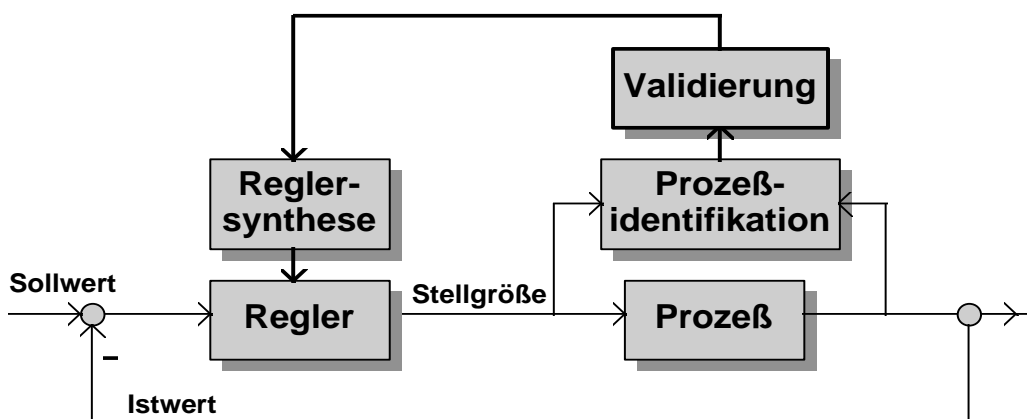 Validierung
Regler-
synthese
Prozeß-
identifikation
Sollwert
Regler
Stellgröße
Prozeß
–
Istwert